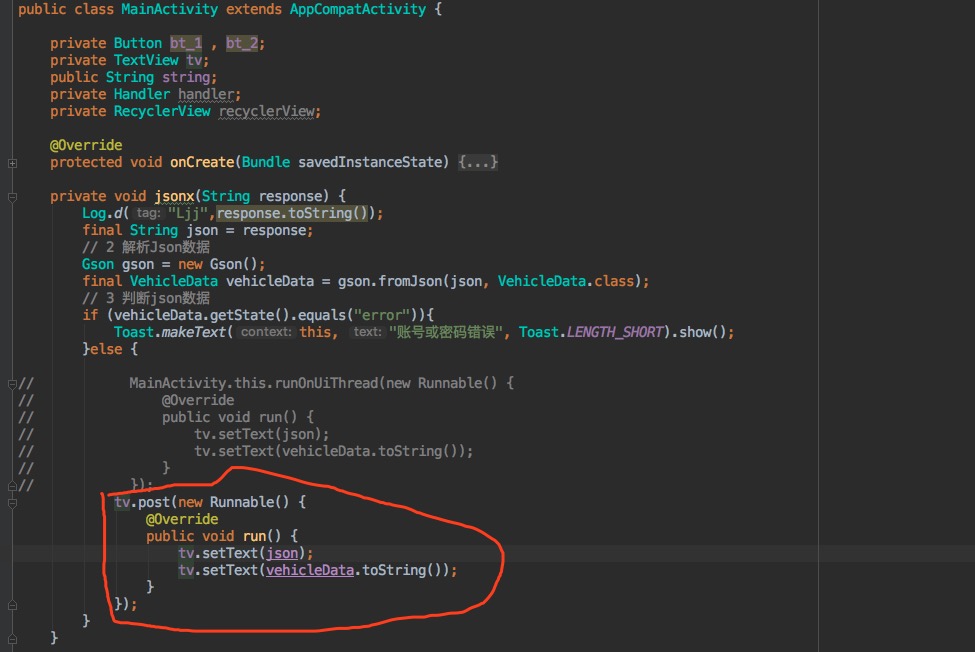 public class MainActivity extends AppCompatActivity {
private Button bt_1 , bt_2;
private TextView tv;
public String string;
private Handler handler;
private RecyclerView recyclerView;
@Override
protected void onCreate(Bundle savedInstanceState) {...}
private void jsonx(String response) {
Log.d( tag: "Ljj",response.toString());
final String json = response;
// 2 解析Json数据
Gson gson = new Gson();
final VehicleData vehicleData = gson.fromJson(json, VehicleData.class);
// 3 判断json数据
if (vehicleData.getState().equals("error")){
Toast.makeText( context: this, text: "账号或密码错误", Toast.LENGTH_SHORT).show();
}else {
// MainActivity.this.runOnUiThread(new Runnable() {
// @Override
// public void run() {
// tv.setText(json);
// tv.setText(vehicleData.toString());
// }
// });
tv.post(new Runnable() {
@Override
public void run() {
tv.setText(json);
tv.setText(vehicleData.toString());
}
});
}
}